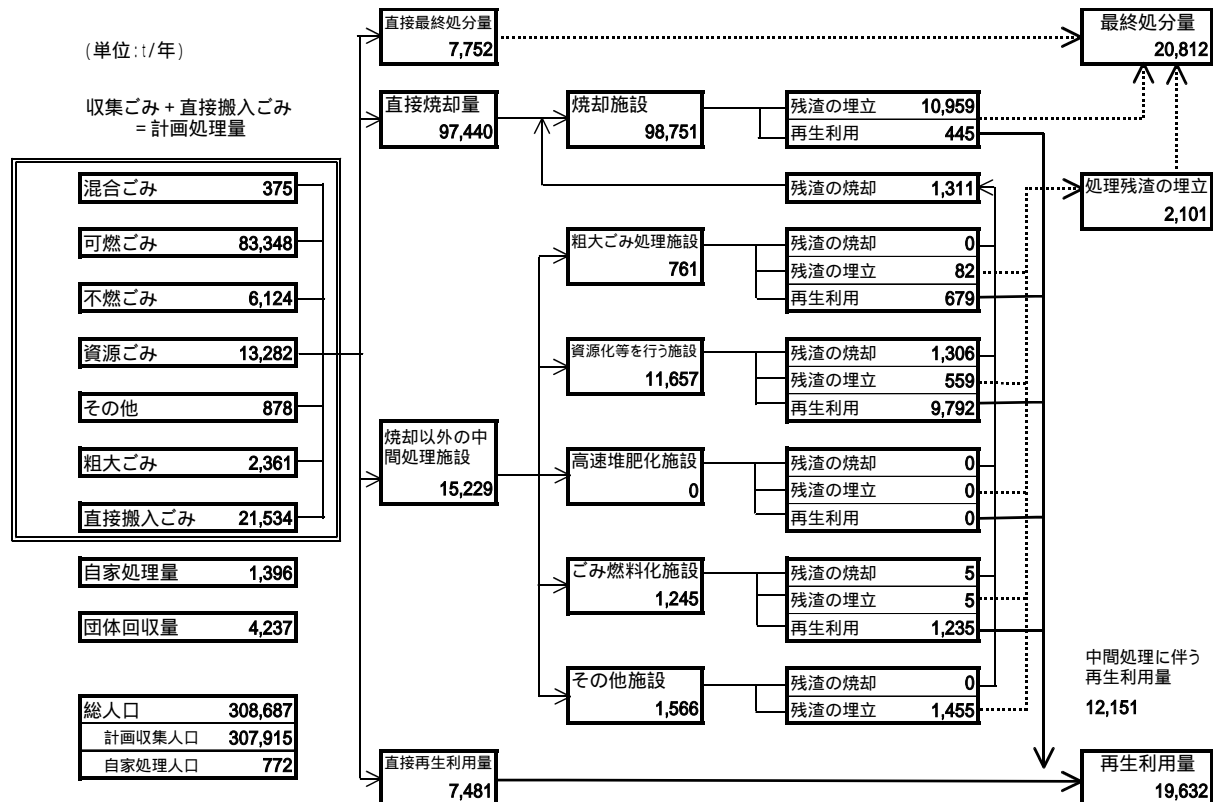 (単位:t/年)
収集ごみ + 直接搬入ごみ
= 計画処理量
混合ごみ 375
可燃ごみ 83,348
不燃ごみ 6,124
資源ごみ 13,282
その他 878
粗大ごみ 2,361
直接搬入ごみ 21,534
自家処理量 1,396
団体回収量 4,237
総人口 308,687
計画収集人口 307,915
自家処理人口 772
直接最終処分量
7,752
直接焼却量
97,440
焼却以外の中
間処理施設
15,229
直接再生利用量
7,481
焼却施設
98,751
粗大ごみ処理施設
761
資源化等を行う施設
11,657
高速堆肥化施設
0
ごみ燃料化施設
1,245
その他施設
1,566
残渣の埋立 10,959
再生利用 445
残渣の焼却 1,311
残渣の焼却 0
残渣の埋立 82
再生利用 679
残渣の焼却 1,306
残渣の埋立 559
再生利用 9,792
残渣の焼却 0
残渣の埋立 0
再生利用 0
残渣の焼却 5
残渣の埋立 5
再生利用 1,235
残渣の焼却 0
残渣の埋立 1,455
最終処分量
20,812
処理残渣の埋立
2,101
中間処理に伴う
再生利用量
12,151
再生利用量
19,632